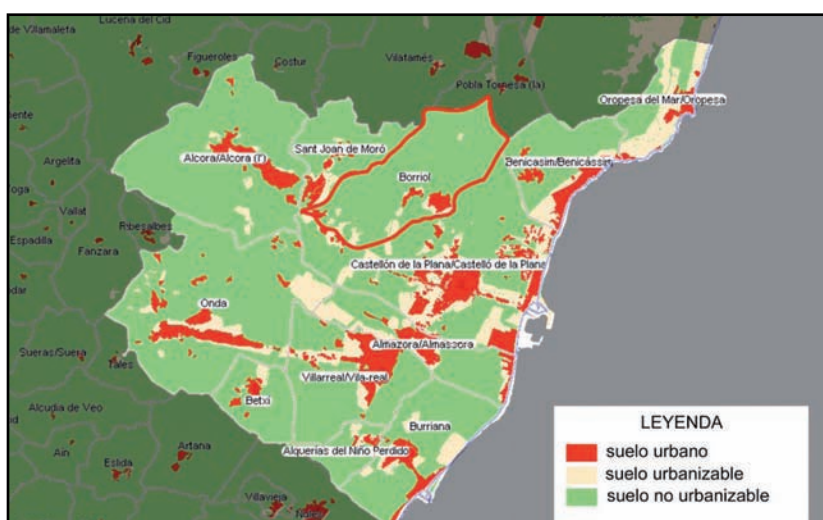 Lucena del Cid
de Villamaleta
Figueroles
Costur
Vilafamés
Pobla Tornesa (la)
Oropesa del Mar/Oropesa
Sant Joan de Moró
Alcora/Alcora (l')
Benicasim/Benicàssim
Argelita
Borriol
Vallat
Ribesalbes
Espadilla
Fanzara
Castellón de la Plana/Castelló de la Plana
Onda
Almazora/Almassora
Sueras/Suera
Tales
Villarreal/Vila-real
Betxí
Alcudia de Veo
Burriana
Artana
Alquerías del Niño Perdido
Aín
Eslida
Villavieja
Nules
LEYENDA
suelo urbano
suelo urbanizable
suelo no urbanizable